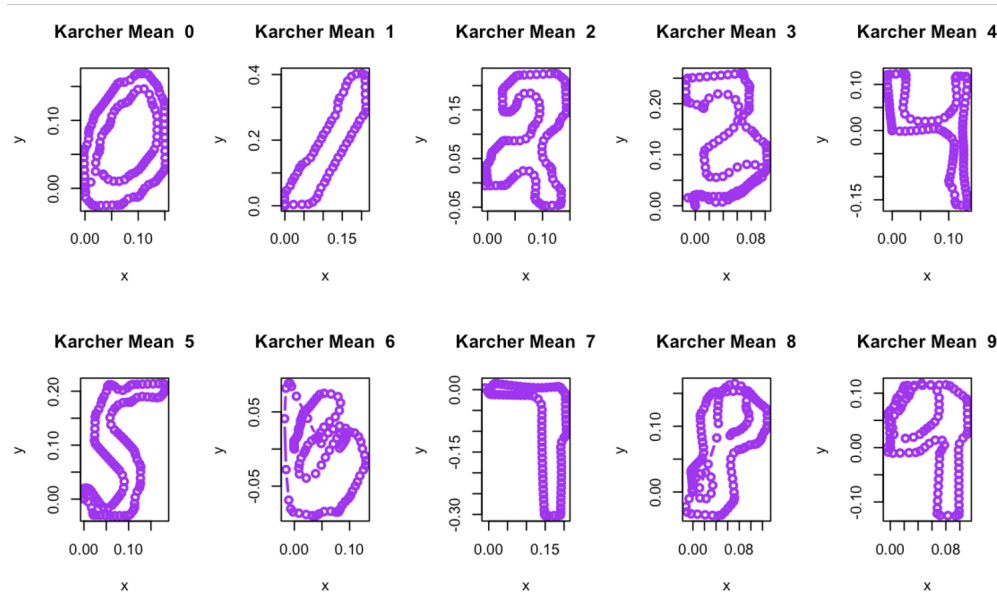 Karcher Mean 0
y
0.00 0.10
0.00 0.10
x
Karcher Mean 1
y
0.0 0.2 0.4
0.00 0.15
x
Karcher Mean 2
y
-0.05 0.05 0.15
0.00 0.10
x
Karcher Mean 3
y
0.00 0.10 0.20
0.00 0.08
x
Karcher Mean 4
y
-0.15 0.00 0.10
0.00 0.10
x
Karcher Mean 5
y
0.00 0.10 0.20
0.00 0.10
x
Karcher Mean 6
y
-0.05 0.05
0.00 0.10
x
Karcher Mean 7
y
-0.30 -0.15 0.00
0.00 0.15
x
Karcher Mean 8
y
0.00 0.10
0.00 0.08
x
Karcher Mean 9
y
-0.10 0.00 0.10
0.00 0.08
x